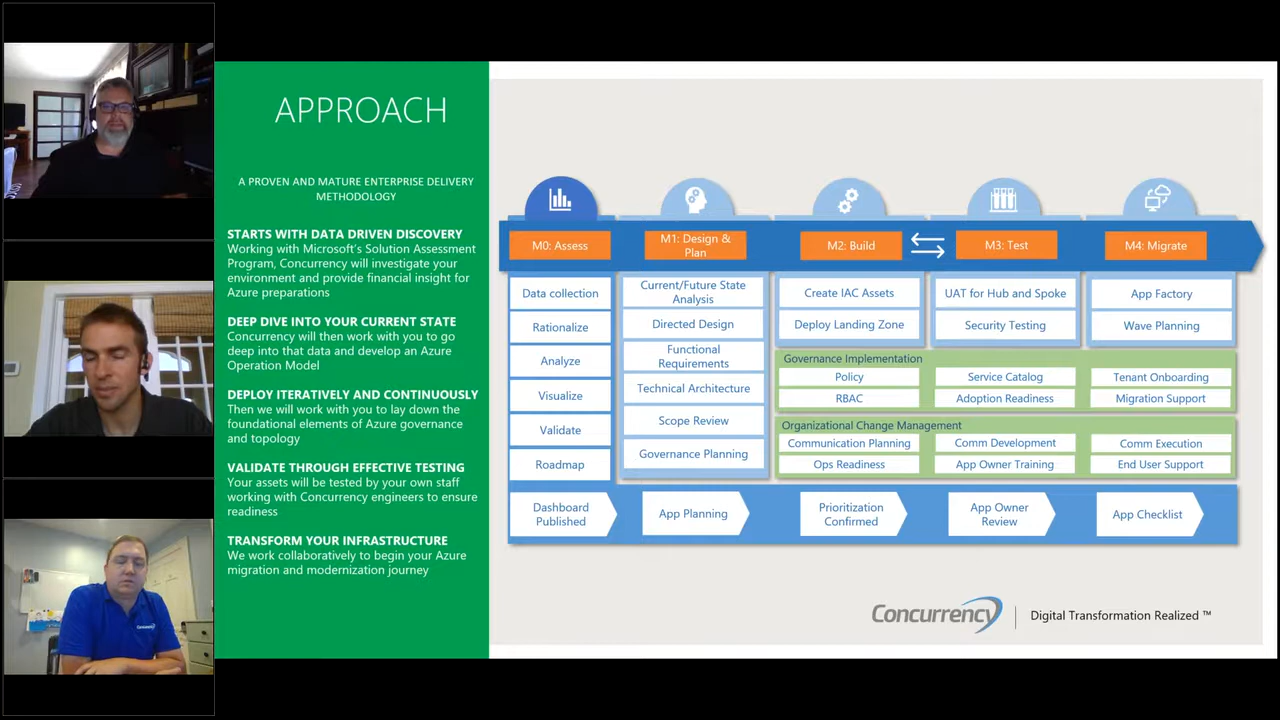 APPROACH
A PROVEN AND MATURE ENTERPRISE DELIVERY
METHODOLOGY
STARTS WITH DATA DRIVEN DISCOVERY
Working with Microsoft's Solution Assessment
Program, Concurrency will investigate your
environment and provide financial insight for
Azure preparations
DEEP DIVE INTO YOUR CURRENT STATE
Concurrency will then work with you to go
deep into that data and develop an Azure
Operation Model
DEPLOY ITERATIVELY AND CONTINUOUSLY
Then we will work with you to lay down the
foundational elements of Azure governance
and topology
VALIDATE THROUGH EFFECTIVE TESTING
Your assets will be tested by your own staff
working with Concurrency engineers to ensure
readiness
TRANSFORM YOUR INFRASTRUCTURE
We work collaboratively to begin your Azure
migration and modernization journey
M0: Assess
Data collection
Rationalize
Analyze
Visualize
Validate
Roadmap
Dashboard
Published
M1: Design &
Plan
Current/Future State
Analysis
Directed Design
Functional
Requirements
Technical Architecture
Scope Review
Governance Planning
App Planning
M2: Build
Create IAC Assets
Deploy Landing Zone
M3: Test
UAT for Hub and Spoke
Security Testing
M4: Migrate
App Factory
Wave Planning
Governance Implementation
Policy
Service Catalog
Tenant Onboarding
RBAC
Adoption Readiness
Migration Support
Organizational Change Management
Communication Planning
Comm Development
Comm Execution
Ops Readiness
App Owner Training
End User Support
Prioritization
Confirmed
App Owner
Review
App Checklist
Concurrency
Digital Transformation Realized ™
Concurrency